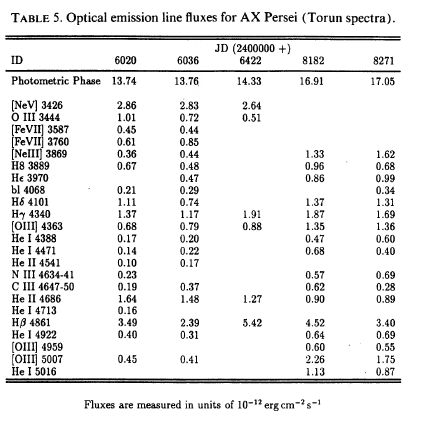 TABLE 5. Optical emission line fluxes for AX Persei (Torun spectra).
JD (2400000 +)
ID 6020 6036 6422 8182 8271
Photometric Phase 13.74 13.76 14.33 16.91 17.05
[NeV] 3426 2.86 2.83 2.64
O III 3444 1.01 0.72 0.51
[FeVII] 3587 0.45 0.44
[FeVII] 3760 0.61 0.85
[NeIII] 3869 0.36 0.44 1.33 1.62
H8 3889 0.67 0.48 0.96 0.68
Hϵ 3970 0.47 0.86 0.99
bl 4068 0.21 0.29 0.34
Hδ 4101 1.11 0.74 1.37 1.31
Hγ 4340 1.37 1.17 1.91 1.87 1.69
[OIII] 4363 0.68 0.79 0.88 1.35 1.36
He I 4388 0.17 0.20 0.47 0.60
He I 4471 0.14 0.22 0.68 0.40
He II 4541 0.10 0.17
N III 4634-41 0.23 0.57 0.69
C III 4647-50 0.19 0.37 0.62 0.28
He II 4686 1.64 1.48 1.27 0.90 0.89
He I 4713 0.16
Hβ 4861 3.49 2.39 5.42 4.52 3.40
He I 4922 0.40 0.31 0.64 0.69
[OIII] 4959 0.60 0.55
[OIII] 5007 0.45 0.41 2.26 1.75
He I 5016 1.13 0.87
Fluxes are measured in units of 10⁻¹² erg cm⁻² s⁻¹